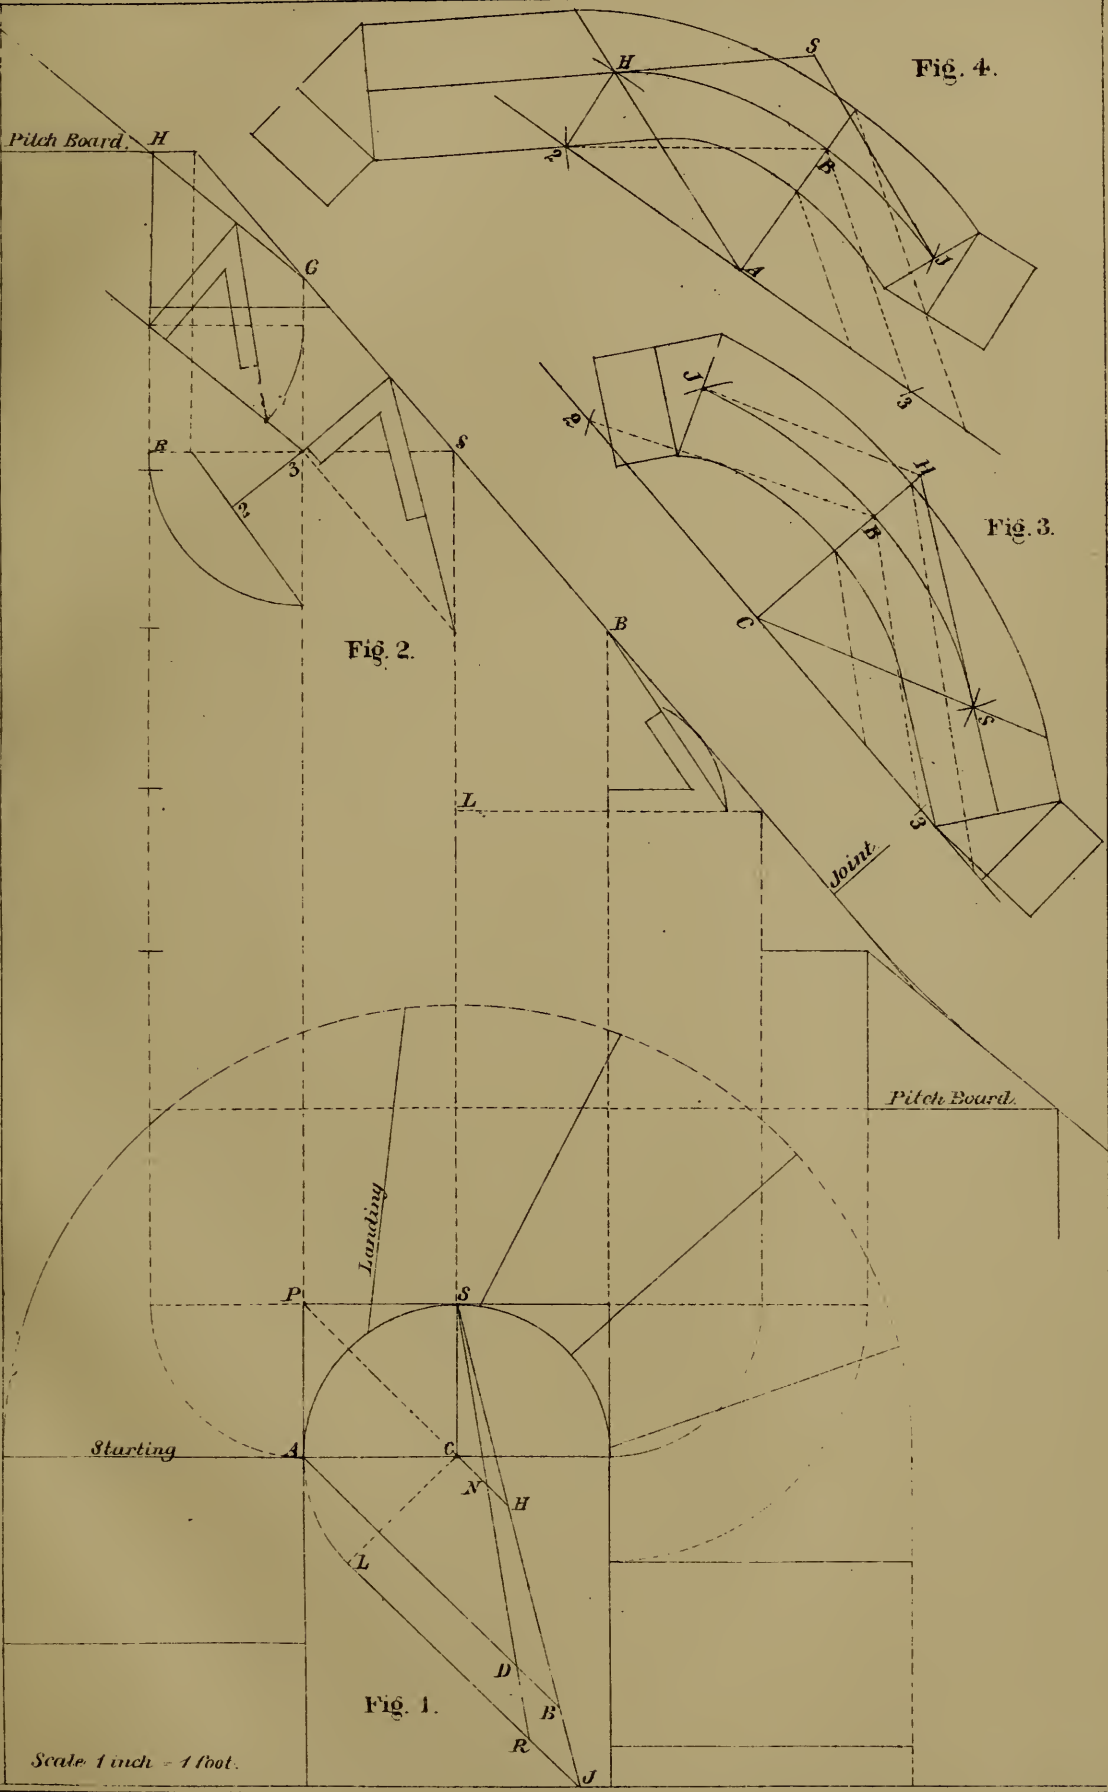 S
H
Fig. 4.
Pitch Board. H
2
B
G
A
J
3
J
2
H
R
S
3
B
Fig. 3.
2
B
C
Fig. 2.
S
L
3
Joint
Pitch Board.
Landing
P
S
Starting
A
C
N
H
L
D
B
Fig. 1.
R
Scale 1 inch = 1 foot.
J